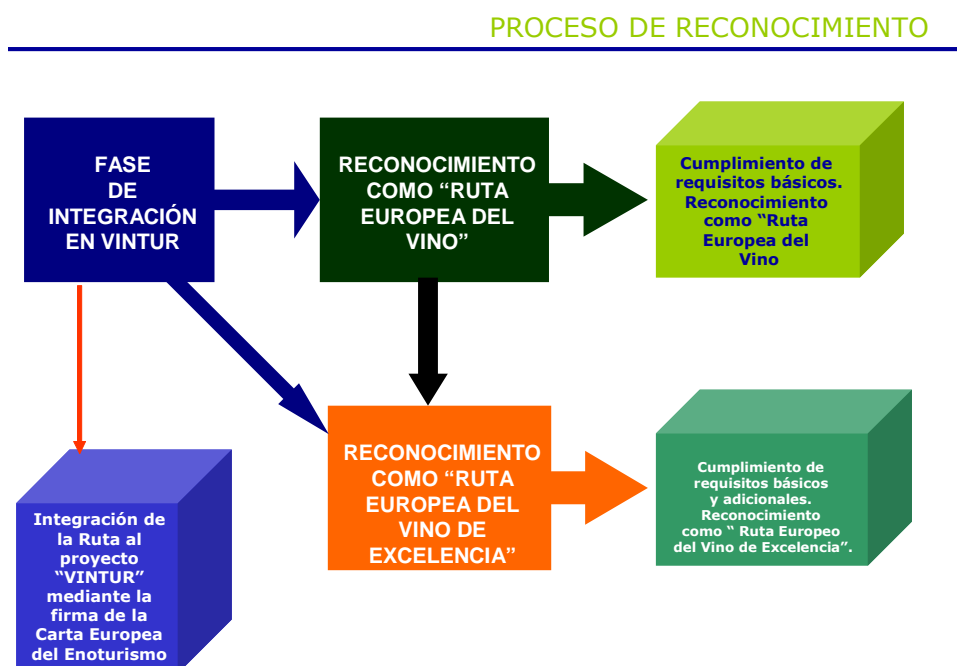 PROCESO DE RECONOCIMIENTO
FASE
DE
INTEGRACIÓN
EN VINTUR
RECONOCIMIENTO
COMO “RUTA
EUROPEA DEL
VINO”
Cumplimiento de
requisitos básicos.
Reconocimiento
como “Ruta
Europea del
Vino
RECONOCIMIENTO
COMO “RUTA
EUROPEA DEL
VINO DE
EXCELENCIA”
Cumplimiento de
requisitos básicos
y adicionales.
Reconocimiento
como “ Ruta Europeo
del Vino de Excelencia”.
Integración de
la Ruta al
proyecto
“VINTUR”
mediante la
firma de la
Carta Europea
del Enoturismo